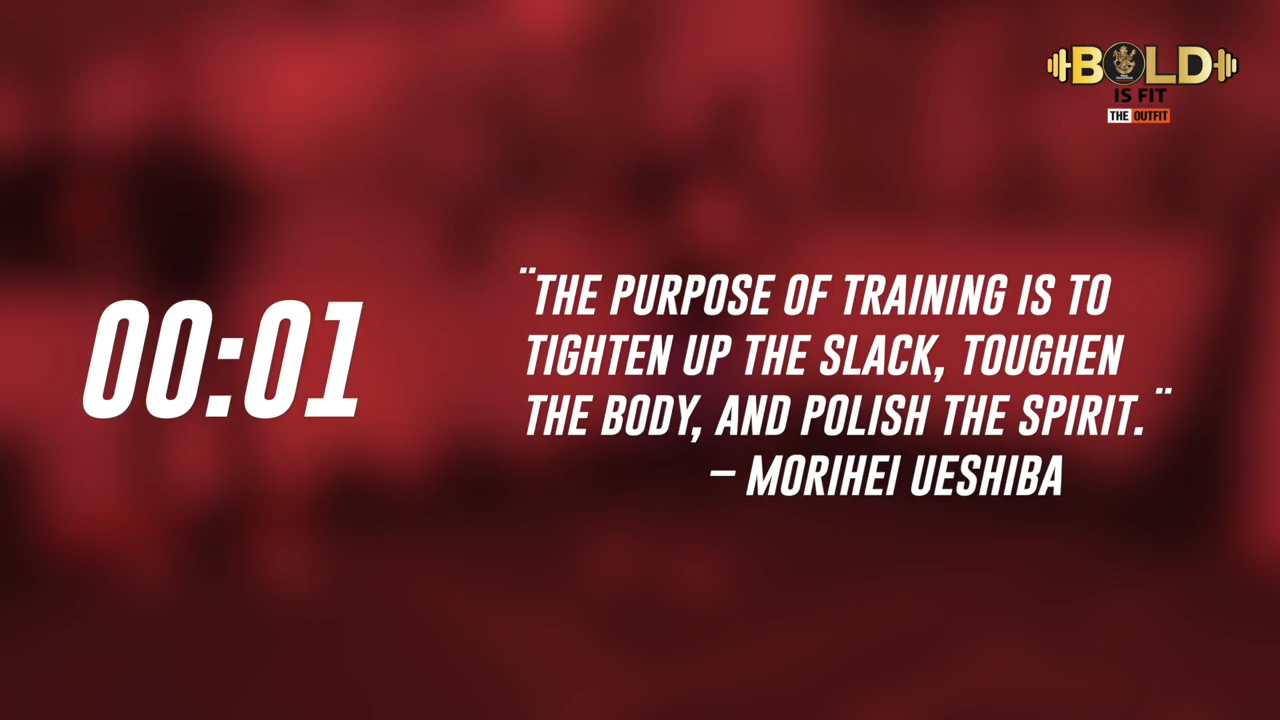 BOLD
IS FIT
THE OUTFIT
00:01
¨THE PURPOSE OF TRAINING IS TO
TIGHTEN UP THE SLACK, TOUGHEN
THE BODY, AND POLISH THE SPIRIT.¨
– MORIHEI UESHIBA